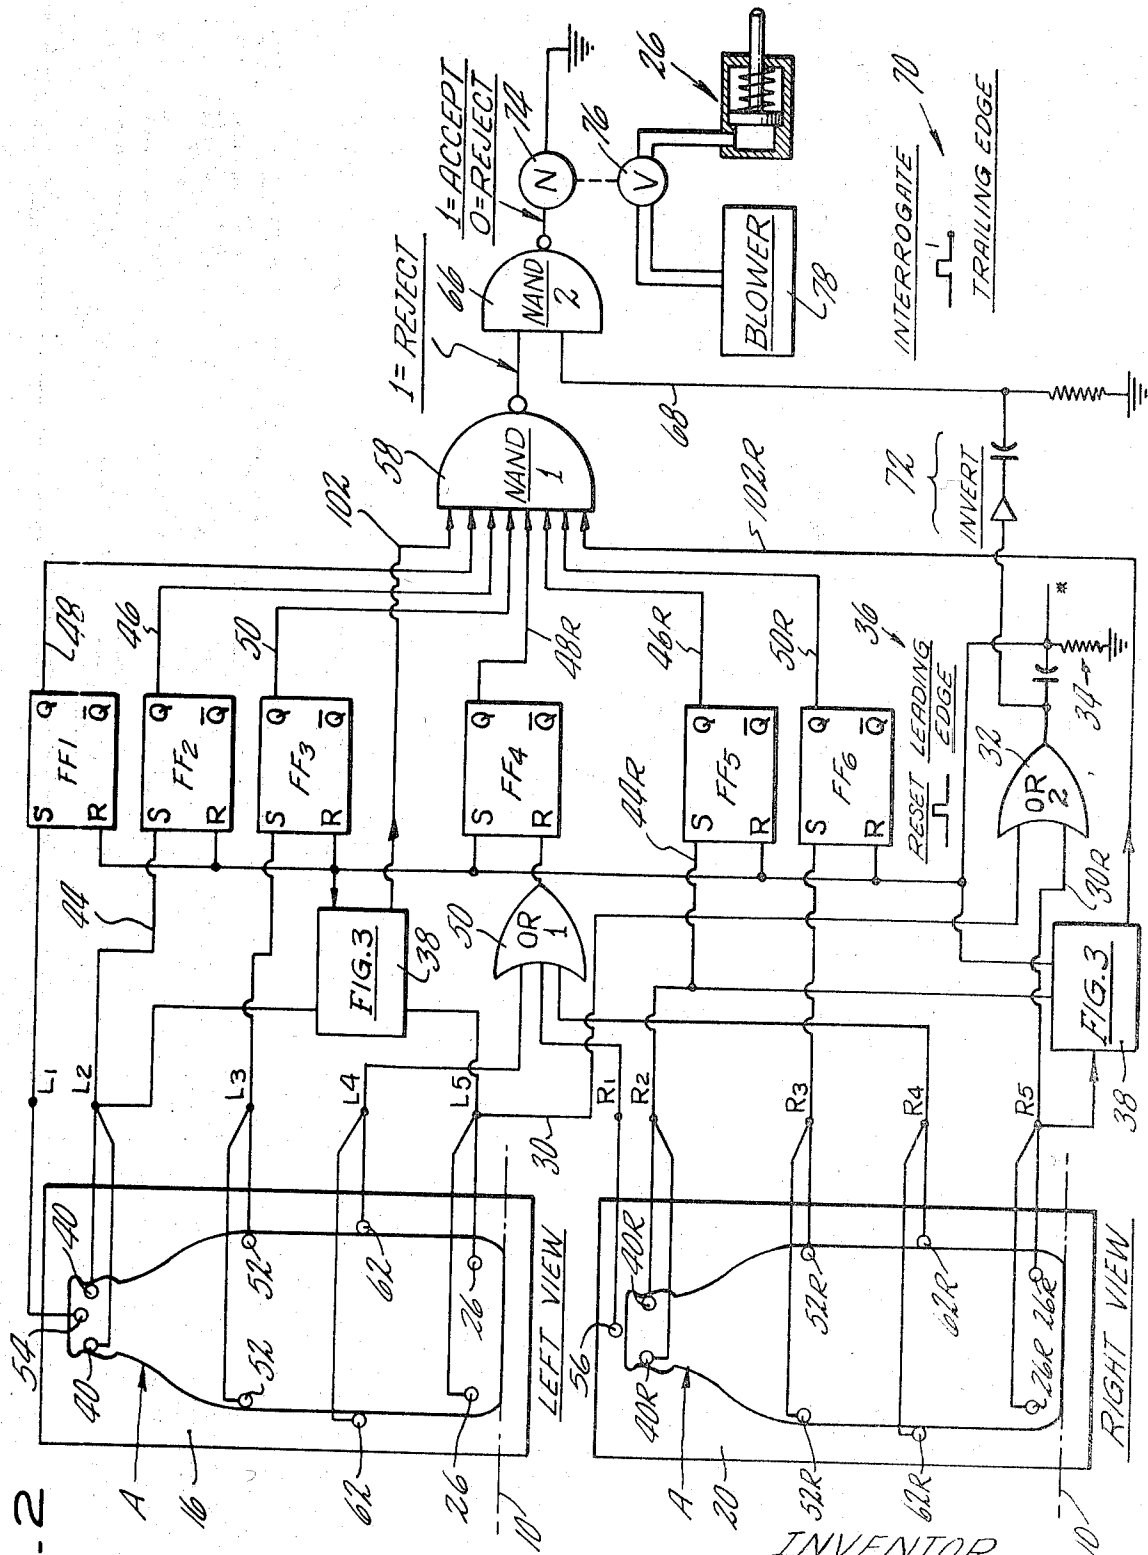 -2
54
40
40
A
16
52
52
62
62
26
26
10
LEFT VIEW
L1
L2
L3
L4
L5
44
30
FIG.3
38
S
R
FF1
Q
Q̅
S
R
FF2
Q
Q̅
S
R
FF3
Q
Q̅
48
46
50
102
50
OR
1
S
R
FF4
Q
Q̅
48R
58
NAND
1
1=REJECT
66
NAND
2
1=ACCEPT
0=REJECT
N
74
V
76
26
BLOWER
78
56
40R
40R
A
20
52R
52R
62R
62R
26R
26R
10
RIGHT VIEW
R1
R2
R3
R4
R5
44R
S
R
FF5
Q
Q̅
S
R
FF6
Q
Q̅
46R
50R
102R
68
FIG.3
38
30R
32
OR
2
34
*
36
RESET LEADING
EDGE
72
INVERT
INTERROGATE
70
TRAILING EDGE
INVENTOR